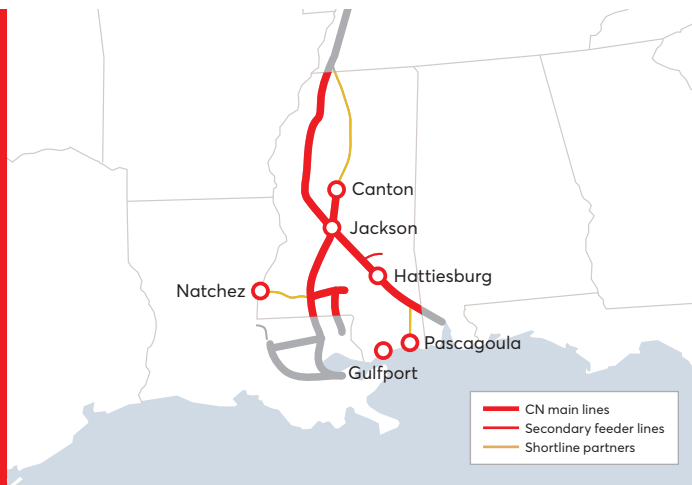 Canton
Jackson
Hattiesburg
Natchez
Pascagoula
Gulfport
CN main lines
Secondary feeder lines
Shortline partners